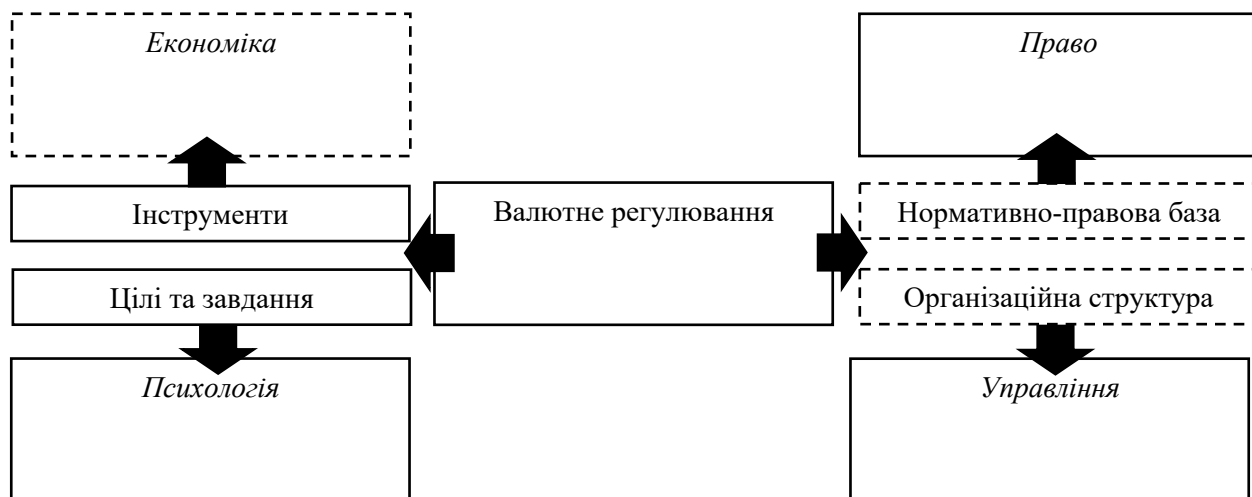 Економіка
Право
Інструменти
Валютне регулювання
Нормативно-правова база
Цілі та завдання
Організаційна структура
Психологія
Управління